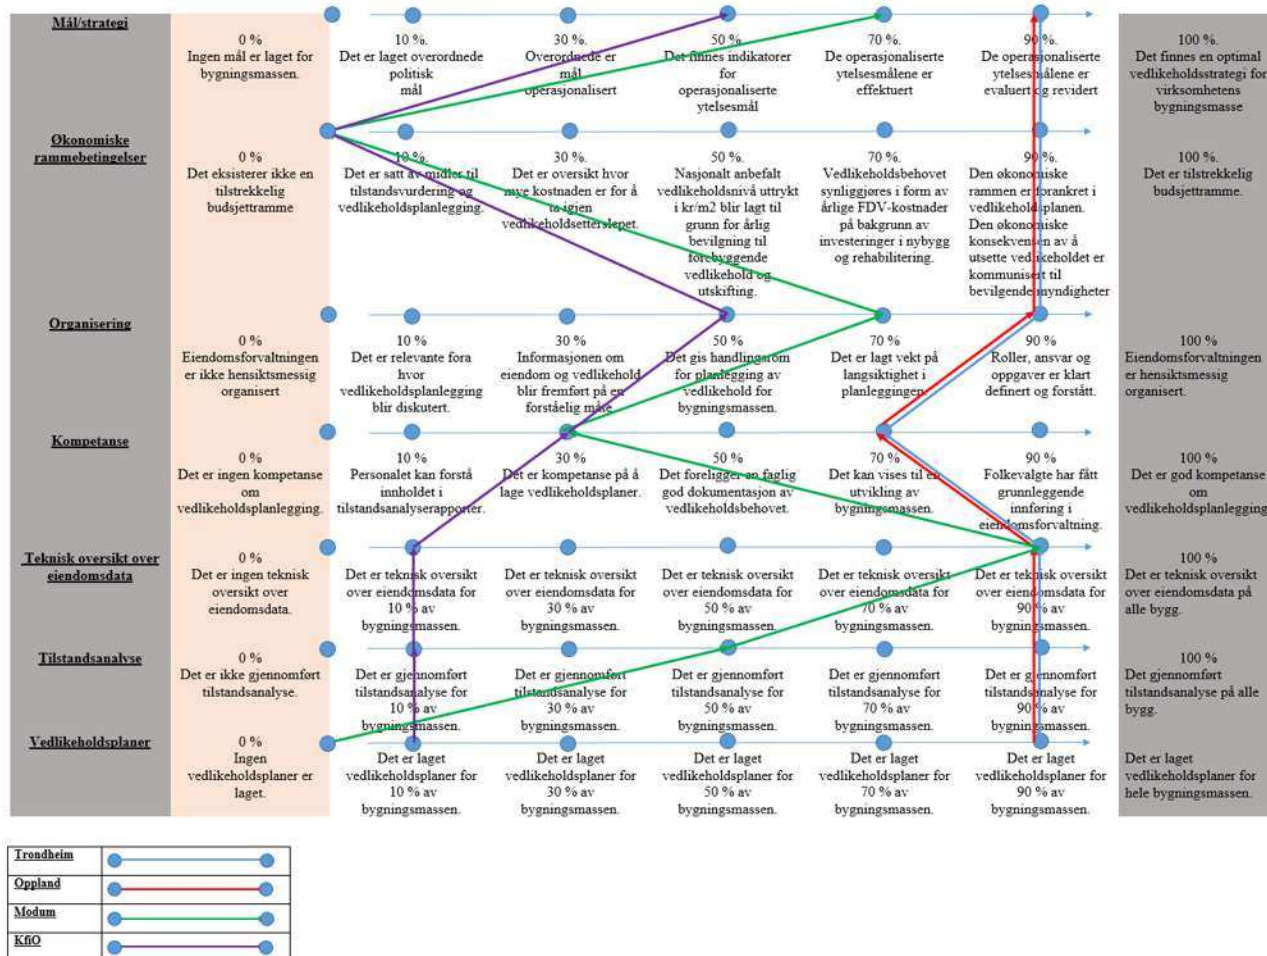 Mål/strategi
0 %
Ingen mål er laget for
bygningsmassen.
10 %.
Det er laget overordnede
politisk
mål
30 %.
Overordnede er
mål
operasjonalisert
50 %.
Det finnes indikatorer
for
operasjonaliserte
ytelsesmål
70 %.
De operasjonaliserte
ytelsesmålene er
effektuert
90 %.
De operasjonaliserte
ytelsesmålene er
evaluert og revidert
100 %.
Det finnes en optimal
vedlikeholdsstrategi for
virksomhetens
bygningsmasse
Økonomiske
rammebetingelser
0 %
Det eksisterer ikke en
tilstrekkelig
budsjettramme
10 %.
Det er satt av midler til
tilstandsvurdering og
vedlikeholdsplanlegging.
30 %.
Det er oversikt hvor
mye kostnaden er for å
ta igjen
vedlikeholdsetterslepet.
50 %.
Nasjonalt anbefalt
vedlikeholdsnivå uttrykt
i kr/m2 blir lagt til
grunn for årlig
bevilgning til
forebyggende
vedlikehold og
utskifting.
70 %.
Vedlikeholdsbehovet
synliggjøres i form av
årlige FDV-kostnader
på bakgrunn av
investeringer i nybygg
og rehabilitering.
90 %.
Den økonomiske
rammen er forankret i
vedlikeholdsplanen.
Den økonomiske
konsekvensen av å
utsette vedlikeholdet er
kommunisert til
bevilgende myndigheter
100 %.
Det er tilstrekkelig
budsjettramme.
Organisering
0 %
Eiendomsforvaltningen
er ikke hensiktsmessig
organisert
10 %
Det er relevante fora
hvor
vedlikeholdsplanlegging
blir diskutert.
30 %
Informasjonen om
eiendom og vedlikehold
blir fremført på en
forståelig måte
50 %
Det gis handlingsrom
for planlegging av
vedlikehold for
bygningsmassen.
70 %
Det er lagt vekt på
langsiktighet i
planleggingen.
90 %
Roller, ansvar og
oppgaver er klart
definert og forstått.
100 %
Eiendomsforvaltningen
er hensiktsmessig
organisert.
Kompetanse
0 %
Det er ingen kompetanse
om
vedlikeholdsplanlegging.
10 %
Personalet kan forstå
innholdet i
tilstandsanalyserapporter.
30 %
Det er kompetanse på å
lage vedlikeholdsplaner.
50 %
Det foreligger en faglig
god dokumentasjon av
vedlikeholdsbehovet.
70 %
Det kan vises til en
utvikling av
bygningsmassen.
90 %
Folkevalgte har fått
grunnleggende
innføring i
eiendomsforvaltning.
100 %
Det er god kompetanse
om
vedlikeholdsplanlegging
Teknisk oversikt over
eiendomsdata
0 %
Det er ingen teknisk
oversikt over
eiendomsdata.
Det er teknisk oversikt
over eiendomsdata for
10 % av
bygningsmassen.
Det er teknisk oversikt
over eiendomsdata for
30 % av
bygningsmassen.
Det er teknisk oversikt
over eiendomsdata for
50 % av
bygningsmassen.
Det er teknisk oversikt
over eiendomsdata for
70 % av
bygningsmassen.
Det er teknisk oversikt
over eiendomsdata for
90 % av
bygningsmassen.
100 %
Det er teknisk oversikt
over eiendomsdata på
alle bygg.
Tilstandsanalyse
0 %
Det er ikke gjennomført
tilstandsanalyse.
Det er gjennomført
tilstandsanalyse for
10 % av
bygningsmassen.
Det er gjennomført
tilstandsanalyse for
30 % av
bygningsmassen.
Det er gjennomført
tilstandsanalyse for
50 % av
bygningsmassen.
Det er gjennomført
tilstandsanalyse for
70 % av
bygningsmassen.
Det er gjennomført
tilstandsanalyse for
90 % av
bygningsmassen.
100 %
Det er gjennomført
tilstandsanalyse på alle
bygg.
Vedlikeholdsplaner
0 %
Ingen
vedlikeholdsplaner er
laget.
Det er laget
vedlikeholdsplaner for
10 % av
bygningsmassen.
Det er laget
vedlikeholdsplaner for
30 % av
bygningsmassen.
Det er laget
vedlikeholdsplaner for
50 % av
bygningsmassen.
Det er laget
vedlikeholdsplaner for
70 % av
bygningsmassen.
Det er laget
vedlikeholdsplaner for
90 % av
bygningsmassen.
Det er laget
vedlikeholdsplaner for
hele bygningsmassen.
Trondheim
Oppland
Modum
KfiO